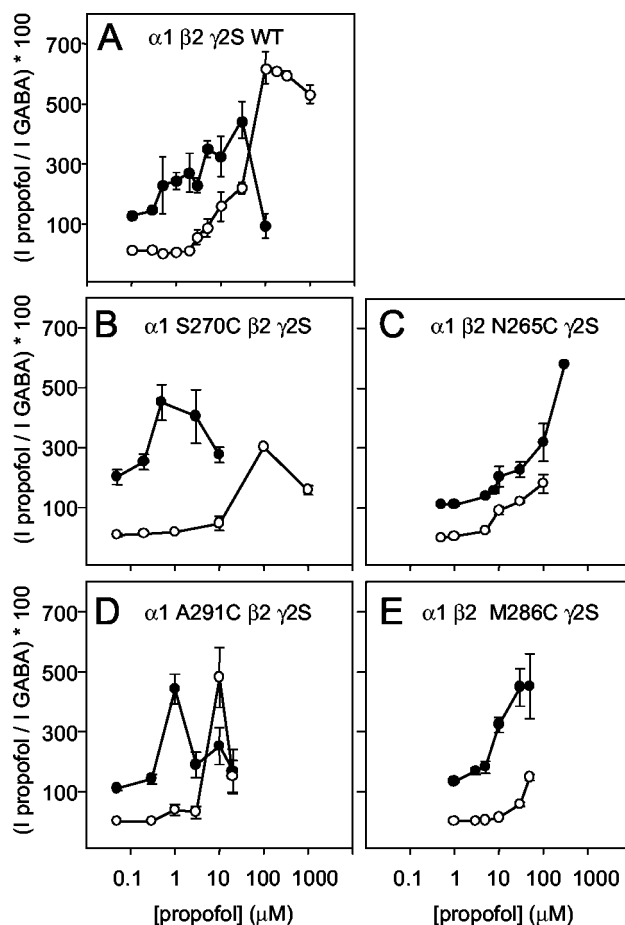 A α1 β2 γ2S WT
(I propofol / I GABA) * 100
700
500
300
100
B α1 S270C β2 γ2S
(I propofol / I GABA) * 100
700
500
300
100
C α1 β2 N265C γ2S
D α1 A291C β2 γ2S
(I propofol / I GABA) * 100
700
500
300
100
E α1 β2 M286C γ2S
0.1 1 10 100 1000
0.1 1 10 100 1000
[propofol] (μM)
[propofol] (μM)